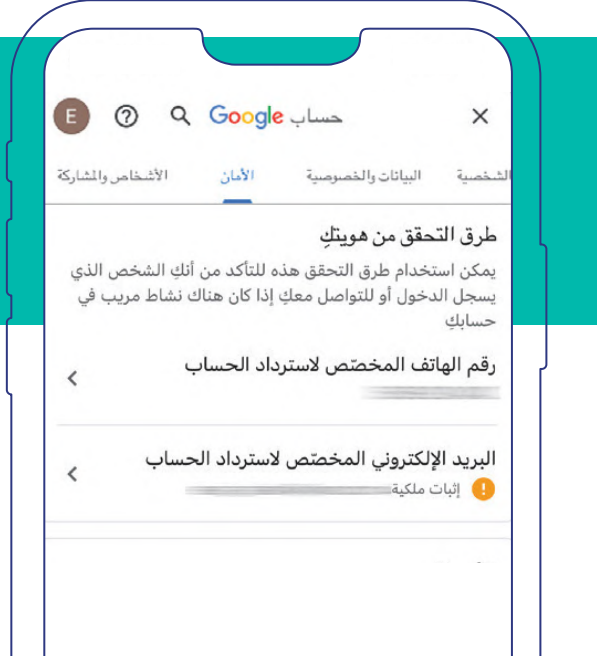 حساب Google
E
الشخصية
البيانات والخصوصية
الأمان
الأشخاص والمشاركة
طرق التحقق من هويتكِ
يمكن استخدام طرق التحقق هذه للتأكد من أنكِ الشخص الذي
يسجل الدخول أو للتواصل معكِ إذا كان هناك نشاط مريب في
حسابكِ
رقم الهاتف المخصّص لاسترداد الحساب
البريد الإلكتروني المخصّص لاسترداد الحساب
إثبات ملكية